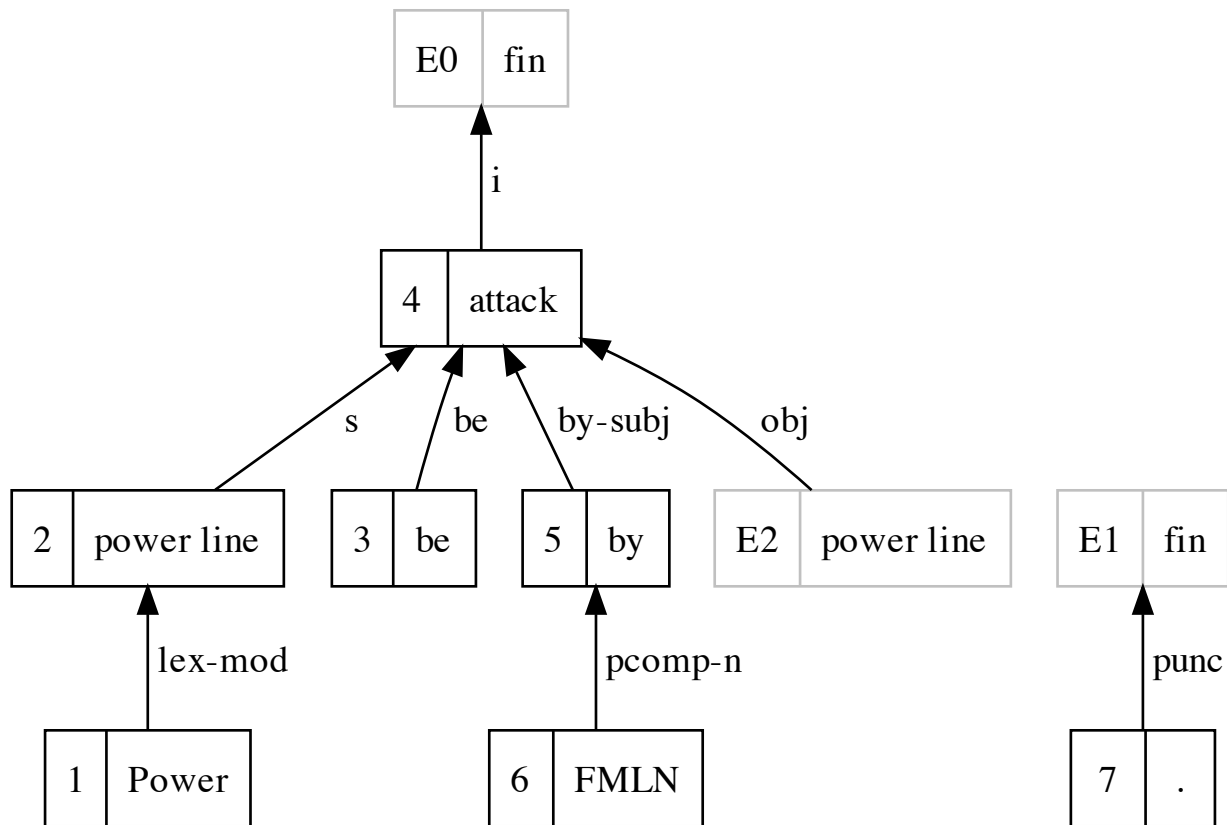 E0 fin
i
4 attack
s be by-subj obj
2 power line 3 be 5 by E2 power line E1 fin
lex-mod pcomp-n punc
1 Power 6 FMLN 7 .